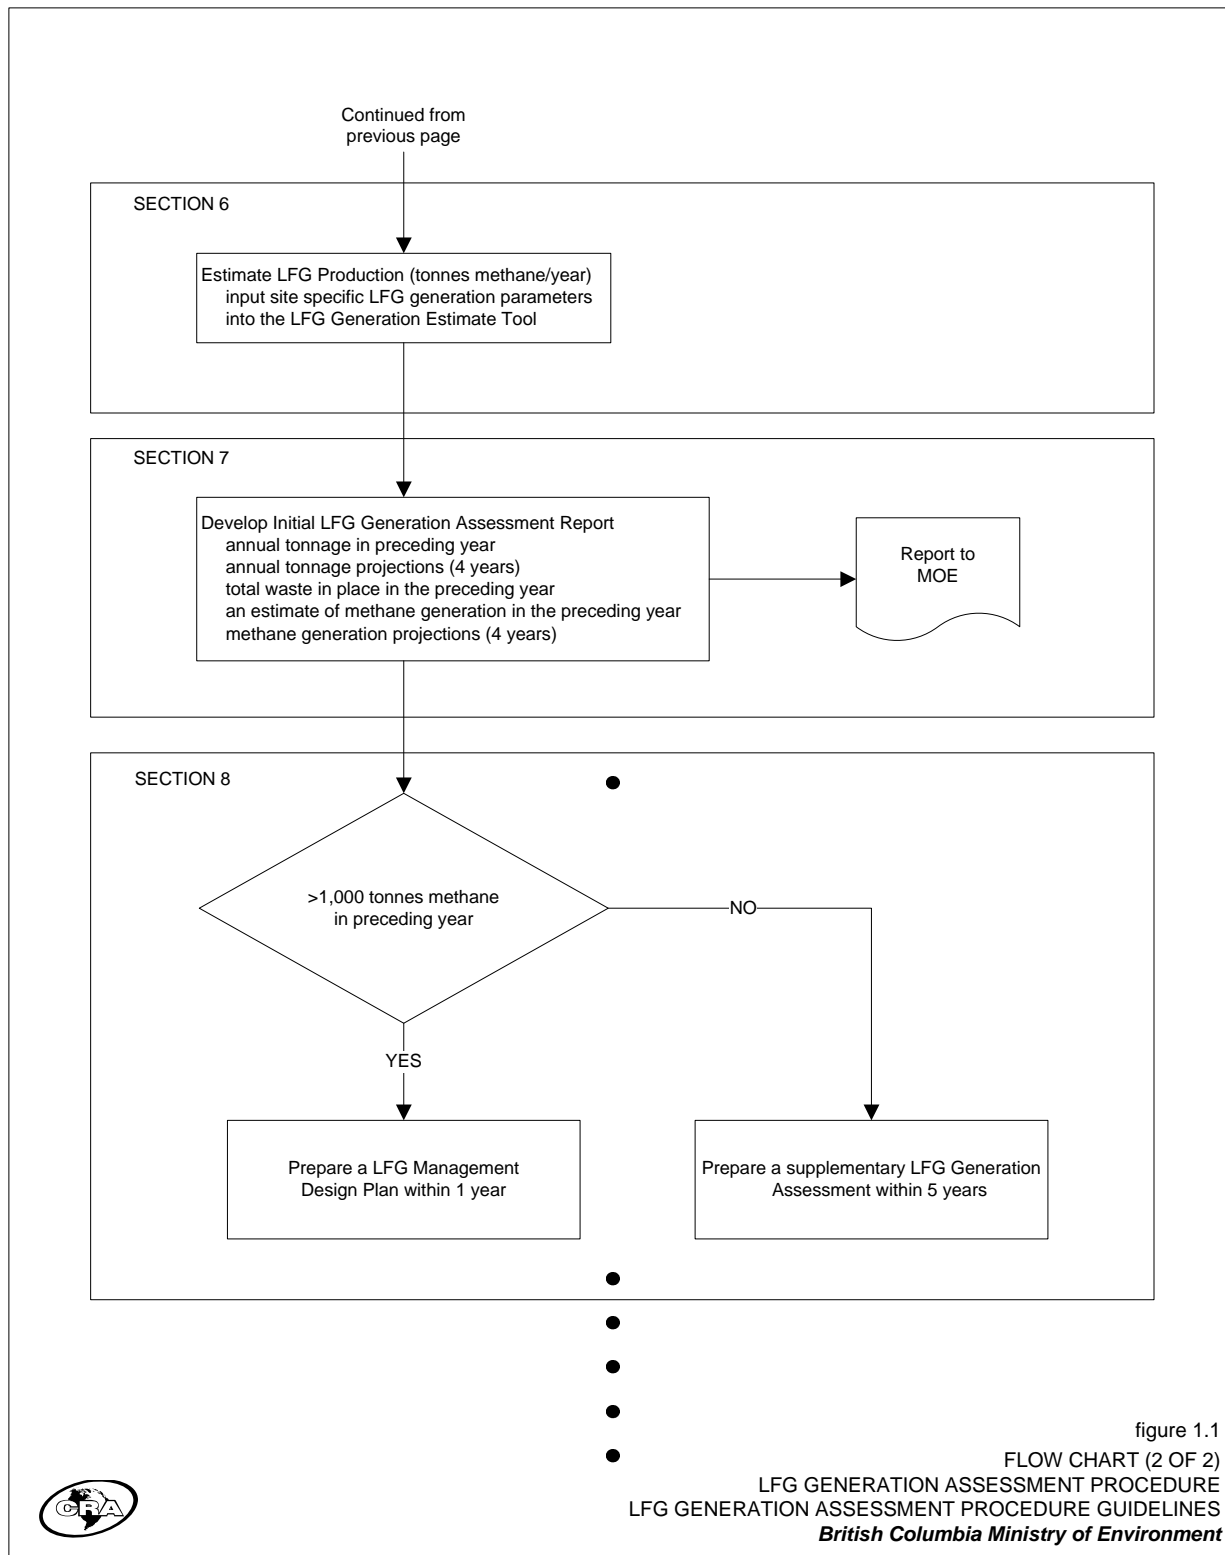 Continued from
previous page
SECTION 6
Estimate LFG Production (tonnes methane/year)
input site specific LFG generation parameters
into the LFG Generation Estimate Tool
SECTION 7
Develop Initial LFG Generation Assessment Report
annual tonnage in preceding year
annual tonnage projections (4 years)
total waste in place in the preceding year
an estimate of methane generation in the preceding year
methane generation projections (4 years)
Report to
MOE
SECTION 8
>1,000 tonnes methane
in preceding year
NO
YES
Prepare a LFG Management
Design Plan within 1 year
Prepare a supplementary LFG Generation
Assessment within 5 years
figure 1.1
FLOW CHART (2 OF 2)
LFG GENERATION ASSESSMENT PROCEDURE
LFG GENERATION ASSESSMENT PROCEDURE GUIDELINES
British Columbia Ministry of Environment
CRA